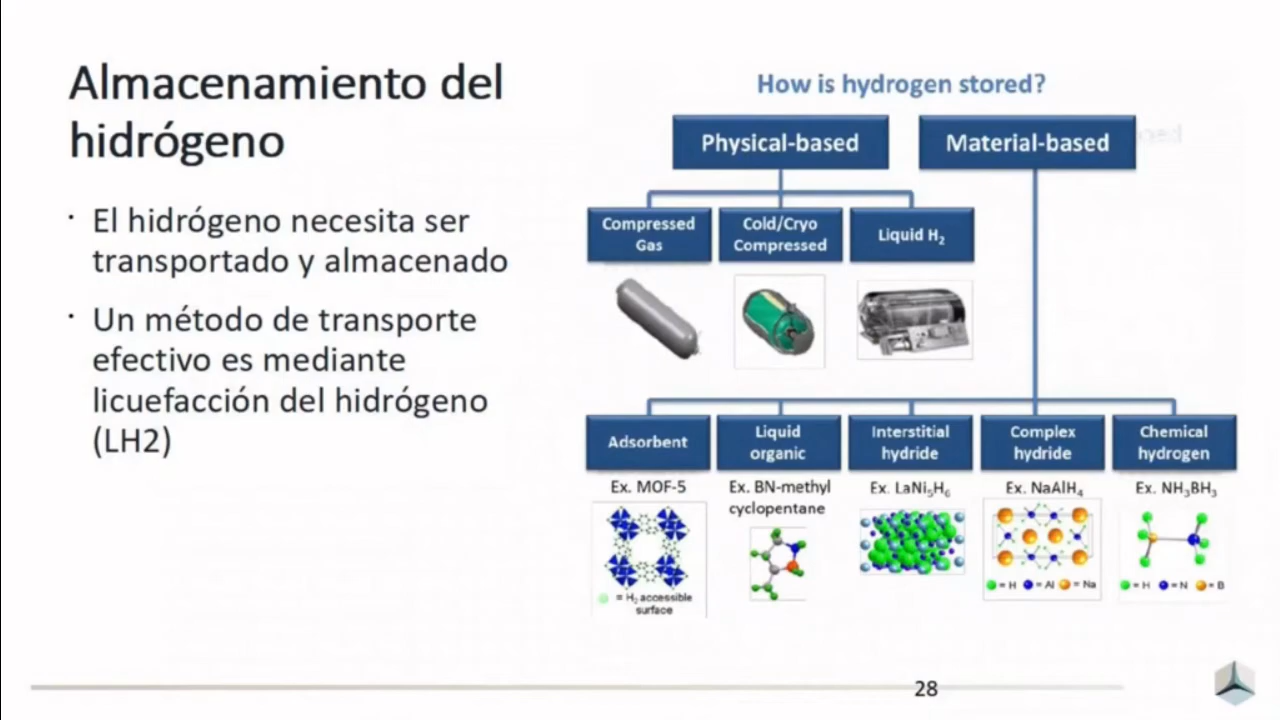 Almacenamiento del
hidrógeno
· El hidrógeno necesita ser
transportado y almacenado
· Un método de transporte
efectivo es mediante
licuefacción del hidrógeno
(LH2)
How is hydrogen stored?
Physical-based
Material-based
Compressed
Gas
Cold/Cryo
Compressed
Liquid H₂
Adsorbent
Liquid
organic
Interstitial
hydride
Complex
hydride
Chemical
hydrogen
Ex. MOF-5
Ex. BN-methyl
cyclopentane
Ex. LaNi₅H₆
Ex. NaAlH₄
Ex. NH₃BH₃
= H₂ accessible
surface
= H = Al = Na
= H = N = B
28